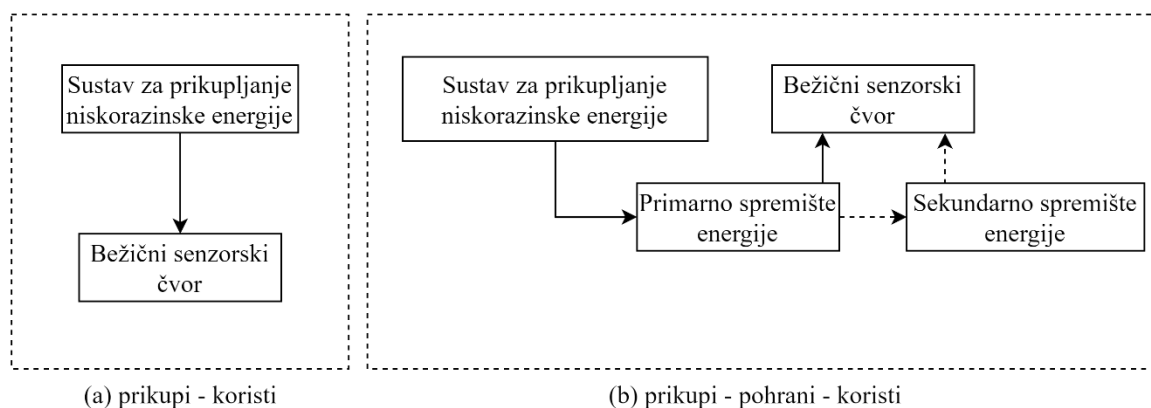 Sustav za prikupljanje
niskorazinske energije
Bežični senzorski
čvor
(a) prikupi - koristi
Sustav za prikupljanje
niskorazinske energije
Bežični senzorski
čvor
Primarno spremište
energije
Sekundarno spremište
energije
(b) prikupi - pohrani - koristi